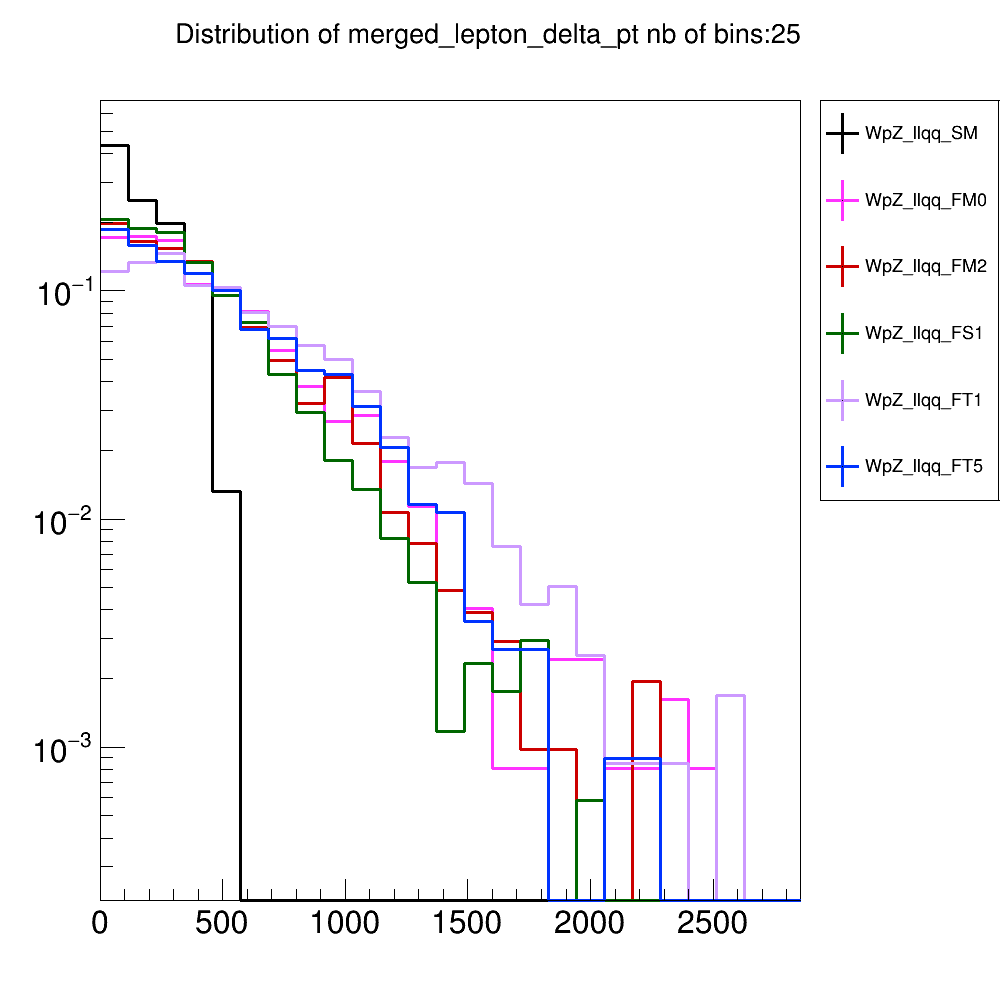 Distribution of merged_lepton_delta_pt nb of bins:25
WpZ_llqq_SM
WpZ_llqq_FM0
WpZ_llqq_FM2
WpZ_llqq_FS1
WpZ_llqq_FT1
WpZ_llqq_FT5
10⁻¹
10⁻²
10⁻³
0 500 1000 1500 2000 2500